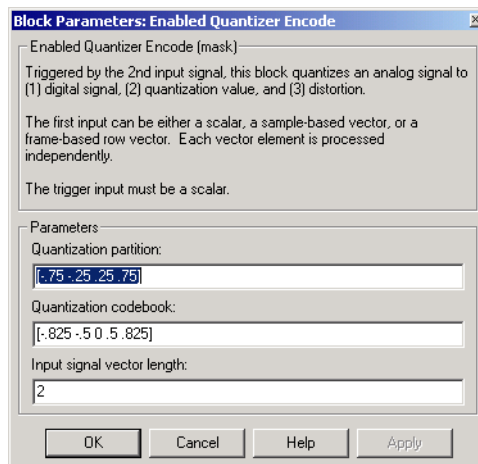 Block Parameters: Enabled Quantizer Encode
Enabled Quantizer Encode (mask)
Triggered by the 2nd input signal, this block quantizes an analog signal to
(1) digital signal, (2) quantization value, and (3) distortion.
The first input can be either a scalar, a sample-based vector, or a
frame-based row vector.  Each vector element is processed
independently.
The trigger input must be a scalar.
Parameters
Quantization partition:
[-.75 -.25 .25 .75]
Quantization codebook:
[-.825 -.5 0 .5 .825]
Input signal vector length:
2
OK Cancel Help Apply